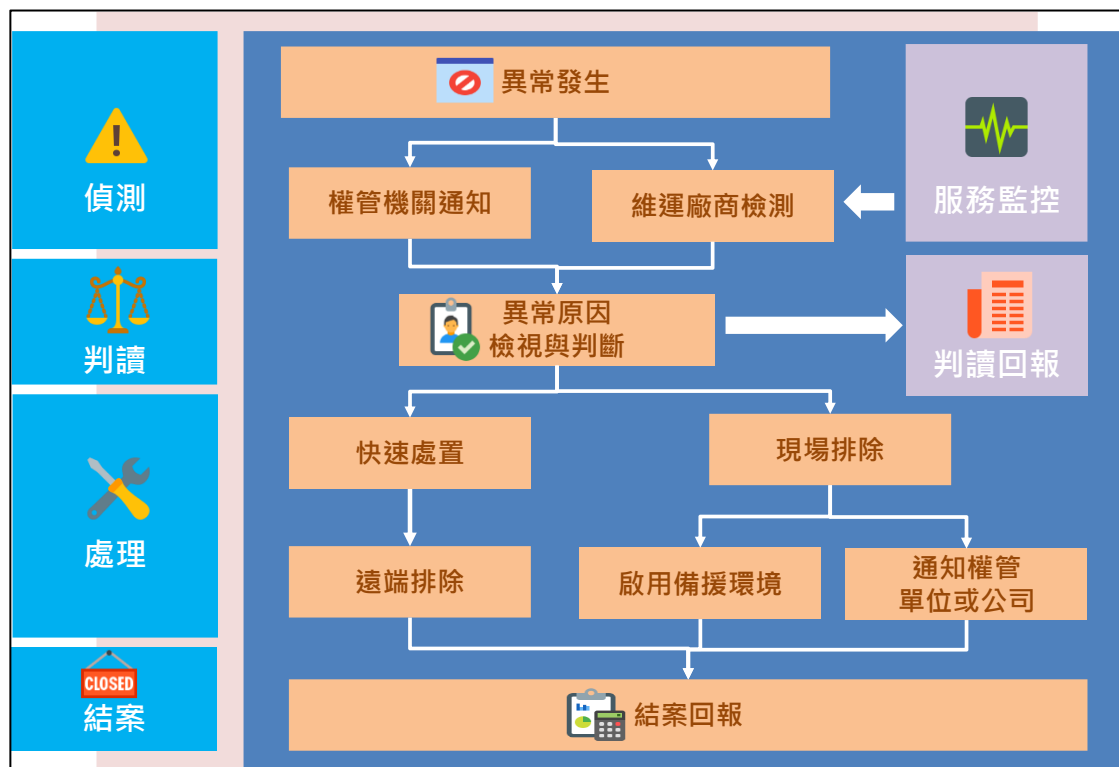 異常發生
偵測
權管機關通知
維運廠商檢測
服務監控
判讀
異常原因
檢視與判斷
判讀回報
處理
快速處置
現場排除
遠端排除
啟用備援環境
通知權管
單位或公司
CLOSED
結案
結案回報